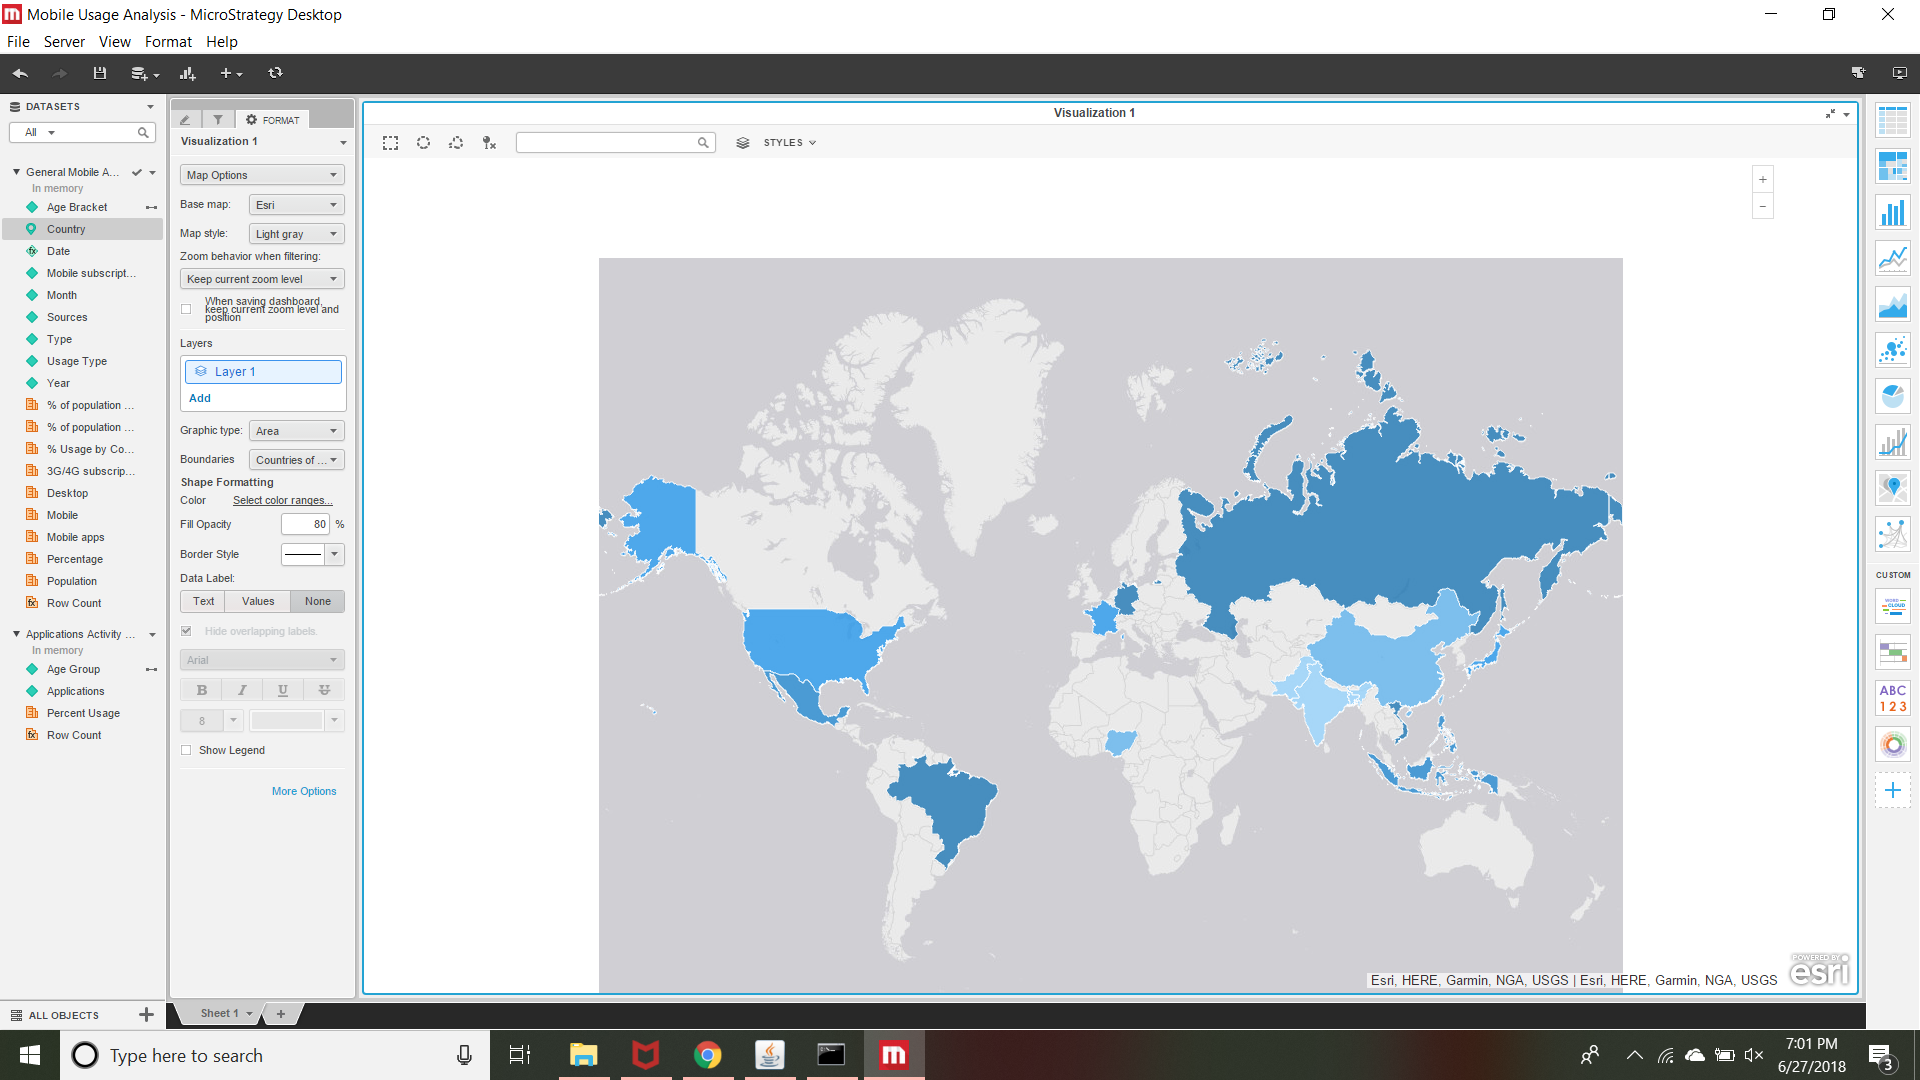 Mobile Usage Analysis - MicroStrategy Desktop
File Server View Format Help
DATASETS
All
General Mobile A...
In memory
Age Bracket
Country
Date
Mobile subscript...
Month
Sources
Type
Usage Type
Year
% of population ...
% of population ...
% Usage by Co...
3G/4G subscrip...
Desktop
Mobile
Mobile apps
Percentage
Population
Row Count
Applications Activity ...
In memory
Age Group
Applications
Percent Usage
Row Count
ALL OBJECTS
FORMAT
Visualization 1
Map Options
Base map: Esri
Map style: Light gray
Zoom behavior when filtering:
Keep current zoom level
When saving dashboard,
keep current zoom level and
position
Layers
Layer 1
Add
Graphic type: Area
Boundaries Countries of ...
Shape Formatting
Color Select color ranges...
Fill Opacity 80 %
Border Style
Data Label:
Text Values None
Hide overlapping labels.
Arial
B I U T
8
Show Legend
More Options
Visualization 1
STYLES
+
−
Esri, HERE, Garmin, NGA, USGS | Esri, HERE, Garmin, NGA, USGS
POWERED BY
esri
CUSTOM
WORD
CLOUD
ABC
123
Sheet 1
Type here to search
7:01 PM
6/27/2018
3